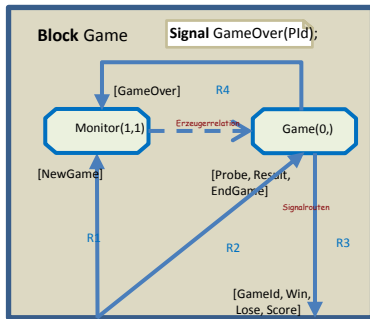 Block Game
Signal GameOver(PId);
[GameOver]
R4
Monitor(1,1)
Erzeugerrelation
Game(0,)
[NewGame]
[Probe, Result,
EndGame]
Signalrouten
R1
R2
R3
[GameId, Win,
Lose, Score]